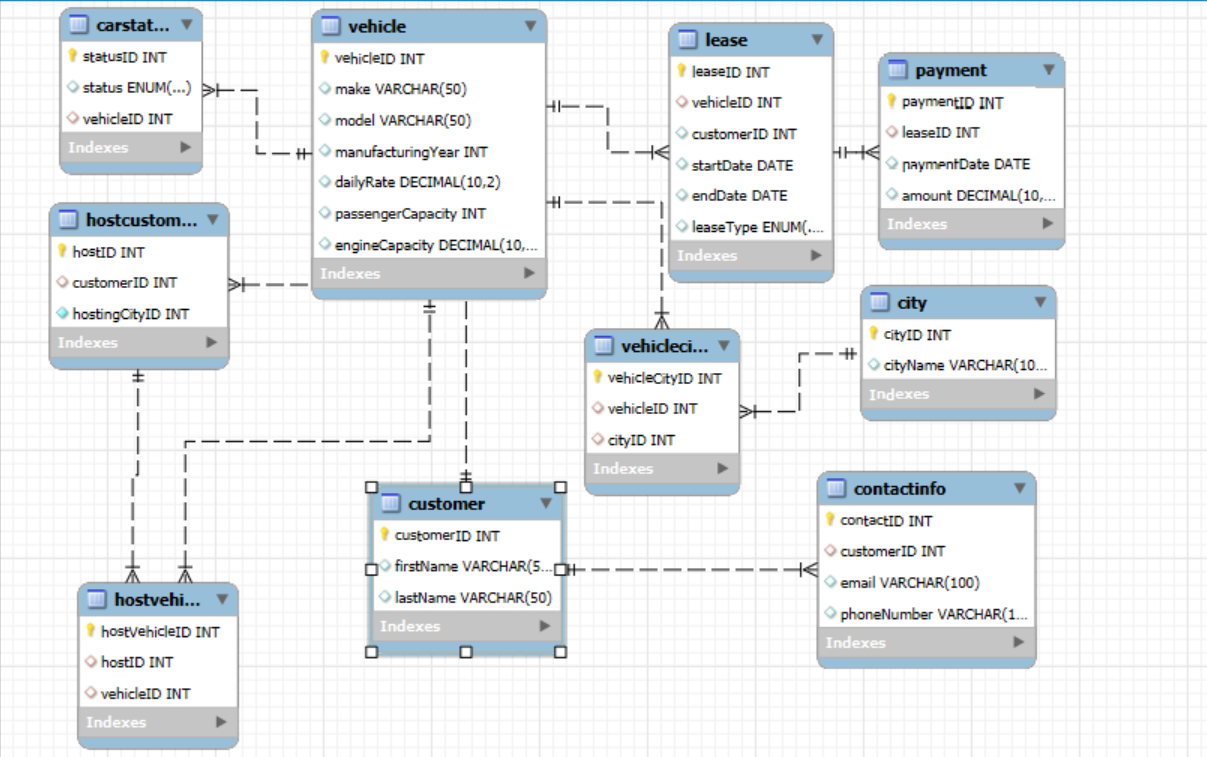 carstat...
statusID INT
status ENUM(...)
vehicleID INT
Indexes
vehicle
vehicleID INT
make VARCHAR(50)
model VARCHAR(50)
manufacturingYear INT
dailyRate DECIMAL(10,2)
passengerCapacity INT
engineCapacity DECIMAL(10,...
Indexes
lease
leaseID INT
vehicleID INT
customerID INT
startDate DATE
endDate DATE
leaseType ENUM(....
Indexes
payment
paymentID INT
leaseID INT
paymentDate DATE
amount DECIMAL(10,...
Indexes
hostcustom...
hostID INT
customerID INT
hostingCityID INT
Indexes
city
cityID INT
cityName VARCHAR(10...
Indexes
vehicleci...
vehicleCityID INT
vehicleID INT
cityID INT
Indexes
customer
customerID INT
firstName VARCHAR(5...
lastName VARCHAR(50)
Indexes
contactinfo
contactID INT
customerID INT
email VARCHAR(100)
phoneNumber VARCHAR(1...
Indexes
hostvehi...
hostVehicleID INT
hostID INT
vehicleID INT
Indexes